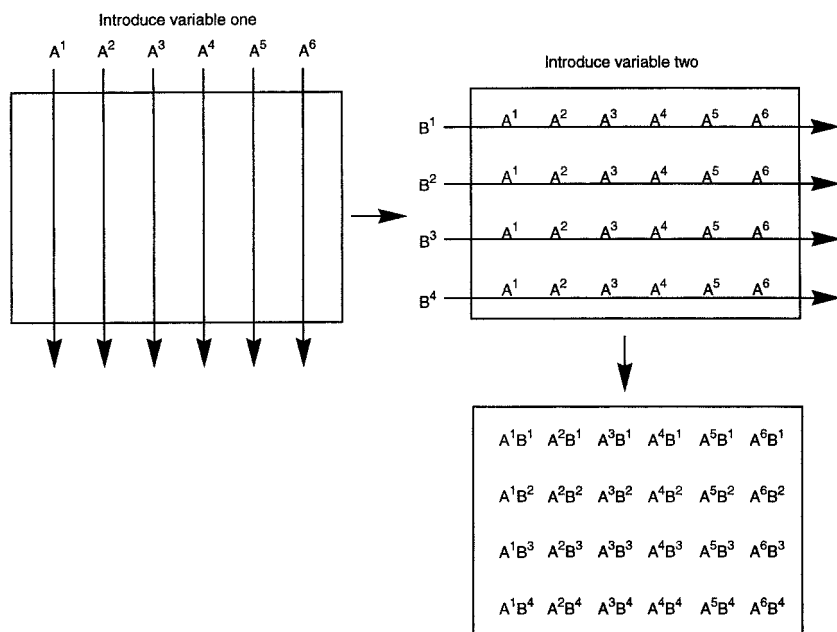 Introduce variable one
A¹ A² A³ A⁴ A⁵ A⁶
Introduce variable two
B¹ A¹ A² A³ A⁴ A⁵ A⁶
B² A¹ A² A³ A⁴ A⁵ A⁶
B³ A¹ A² A³ A⁴ A⁵ A⁶
B⁴ A¹ A² A³ A⁴ A⁵ A⁶
A¹B¹ A²B¹ A³B¹ A⁴B¹ A⁵B¹ A⁶B¹
A¹B² A²B² A³B² A⁴B² A⁵B² A⁶B²
A¹B³ A²B³ A³B³ A⁴B³ A⁵B³ A⁶B³
A¹B⁴ A²B⁴ A³B⁴ A⁴B⁴ A⁵B⁴ A⁶B⁴